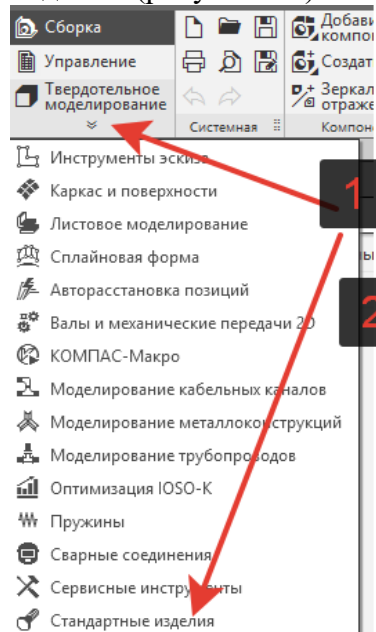 Сборка
Добави
компо
Управление
Создат
Твердотельное
моделирование
Зеркал
отраже
Системная
Компон
Инструменты эскиза
1
Каркас и поверхности
Листовое моделирование
Сплайновая форма
ы
Авторасстановка позиций
2
Валы и механические передачи 2D
КОМПАС-Макро
Моделирование кабельных каналов
Моделирование металлоконструкций
Моделирование трубопроводов
Оптимизация IOSO-K
Пружины
Сварные соединения
Сервисные инструменты
Стандартные изделия